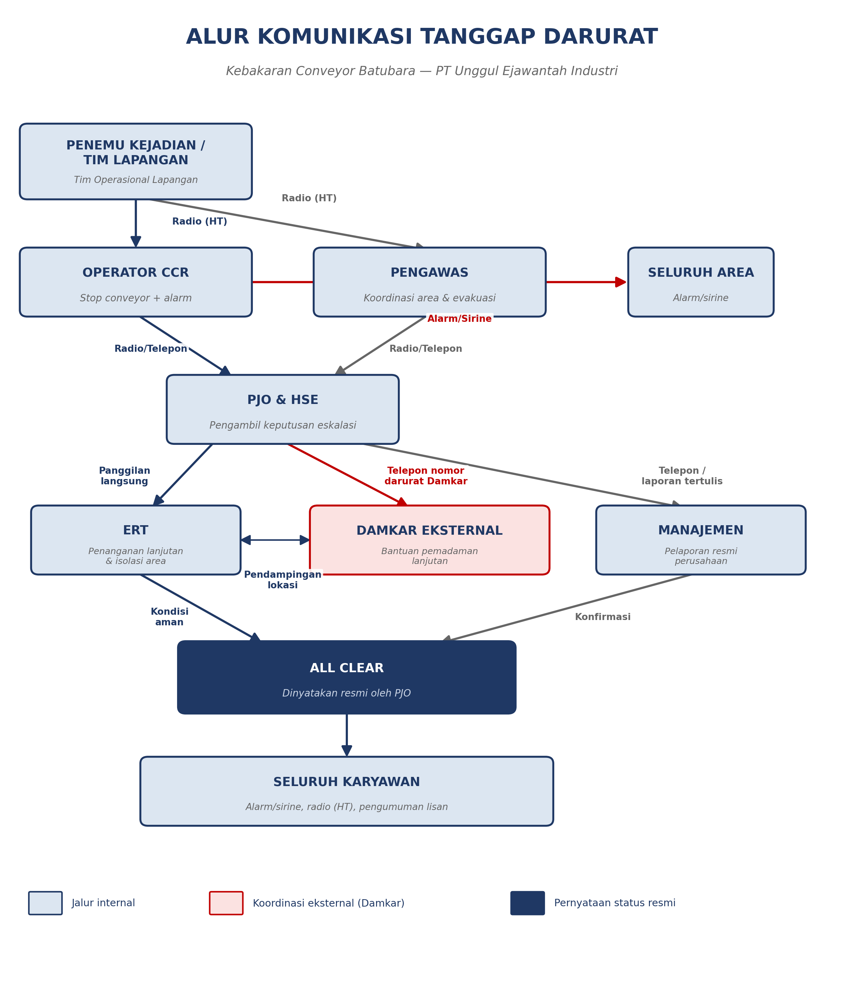 ALUR KOMUNIKASI TANGGAP DARURAT
Kebakaran Conveyor Batubara — PT Unggul Ejawantah Industri
PENEMU KEJADIAN /
TIM LAPANGAN
Tim Operasional Lapangan
Radio (HT)
Radio (HT)
OPERATOR CCR
Stop conveyor + alarm
PENGAWAS
Koordinasi area & evakuasi
SELURUH AREA
Alarm/sirine
Alarm/Sirine
Radio/Telepon
Radio/Telepon
PJO & HSE
Pengambil keputusan eskalasi
Panggilan
langsung
Telepon nomor
darurat Damkar
Telepon /
laporan tertulis
ERT
Penanganan lanjutan
& isolasi area
DAMKAR EKSTERNAL
Bantuan pemadaman
lanjutan
MANAJEMEN
Pelaporan resmi
perusahaan
Pendampingan
lokasi
Kondisi
aman
Konfirmasi
ALL CLEAR
Dinyatakan resmi oleh PJO
SELURUH KARYAWAN
Alarm/sirine, radio (HT), pengumuman lisan
Jalur internal
Koordinasi eksternal (Damkar)
Pernyataan status resmi